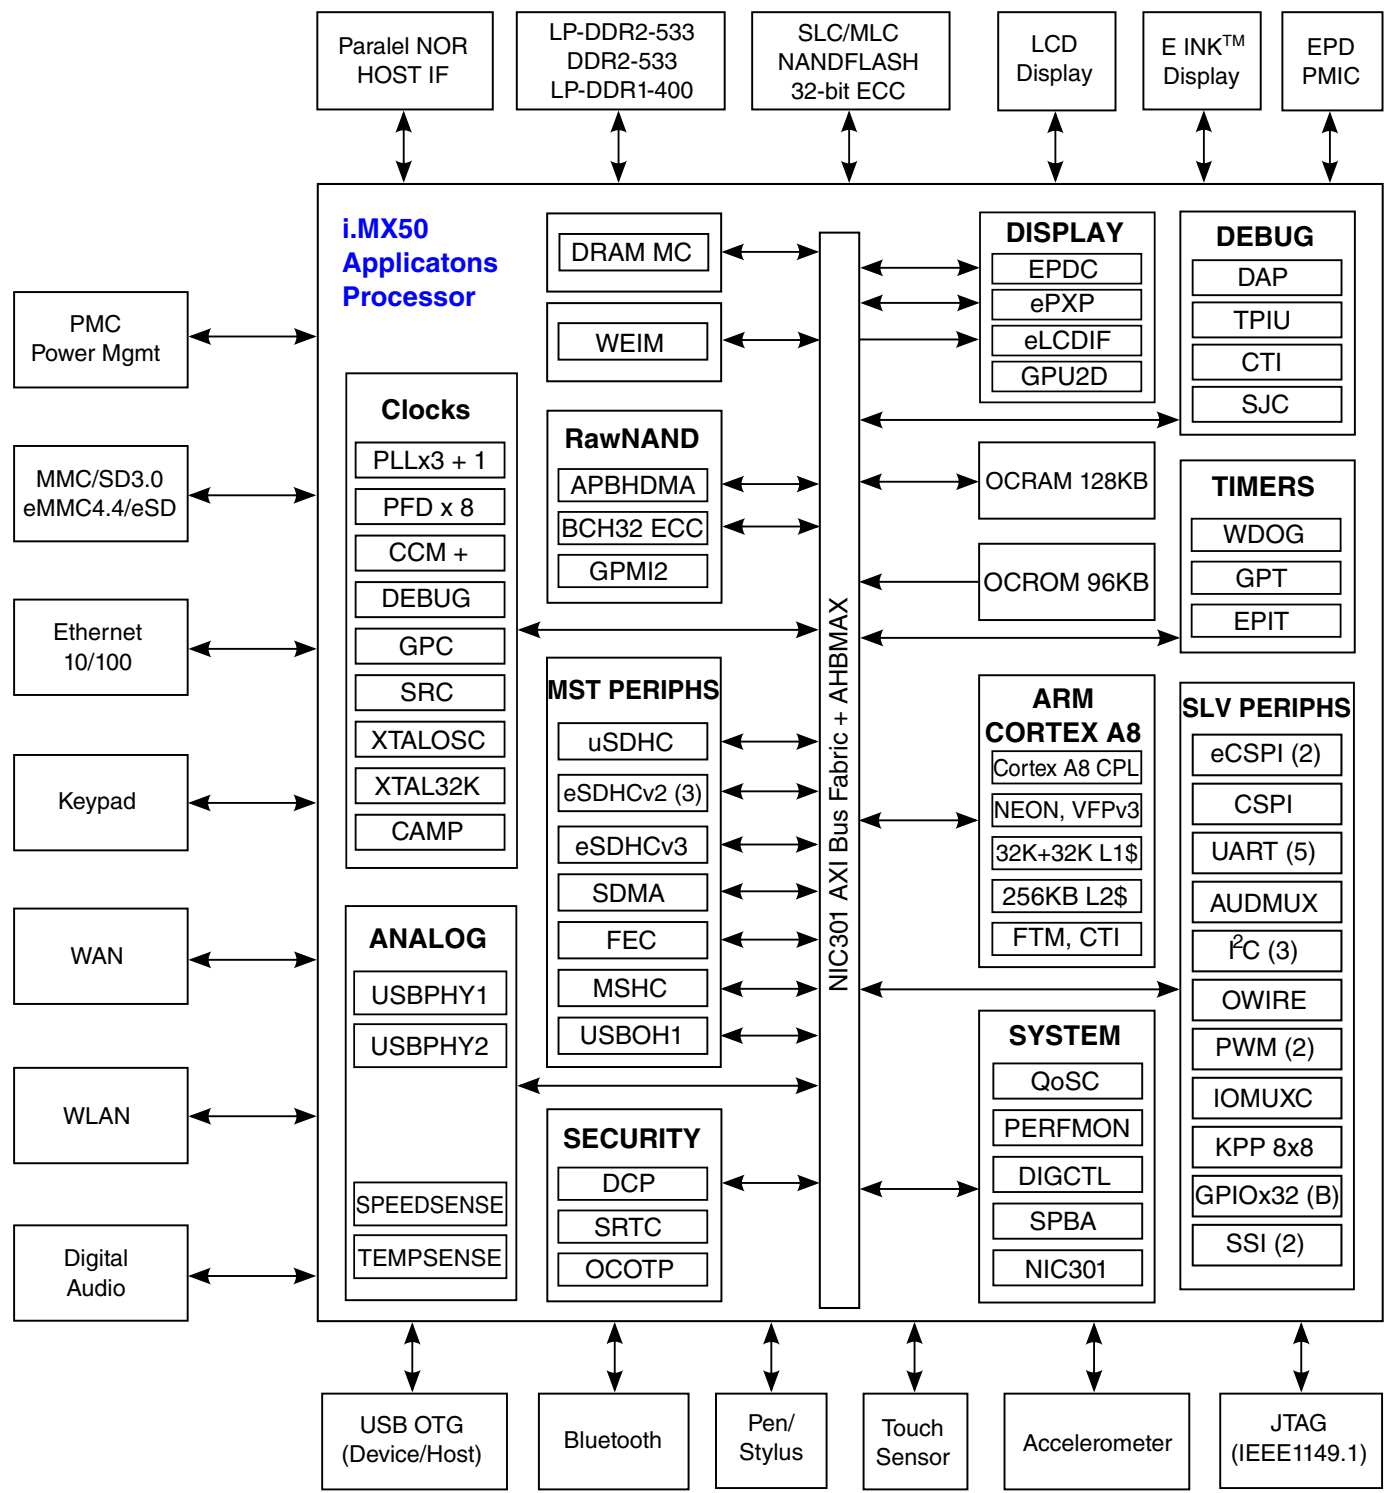 Paralel NOR
HOST IF
LP-DDR2-533
DDR2-533
LP-DDR1-400
SLC/MLC
NANDFLASH
32-bit ECC
LCD
Display
E INK™
Display
EPD
PMIC
i.MX50
Applicatons
Processor
PMC
Power Mgmt
MMC/SD3.0
eMMC4.4/eSD
Ethernet
10/100
Keypad
WAN
WLAN
Digital
Audio
Clocks
PLLx3 + 1
PFD x 8
CCM +
DEBUG
GPC
SRC
XTALOSC
XTAL32K
CAMP
ANALOG
USBPHY1
USBPHY2
SPEEDSENSE
TEMPSENSE
DRAM MC
WEIM
RawNAND
APBHDMA
BCH32 ECC
GPMI2
MST PERIPHS
uSDHC
eSDHCv2 (3)
eSDHCv3
SDMA
FEC
MSHC
USBOH1
SECURITY
DCP
SRTC
OCOTP
NIC301 AXI Bus Fabric + AHBMAX
DISPLAY
EPDC
ePXP
eLCDIF
GPU2D
OCRAM 128KB
OCROM 96KB
ARM
CORTEX A8
Cortex A8 CPL
NEON, VFPv3
32K+32K L1$
256KB L2$
FTM, CTI
SYSTEM
QoSC
PERFMON
DIGCTL
SPBA
NIC301
DEBUG
DAP
TPIU
CTI
SJC
TIMERS
WDOG
GPT
EPIT
SLV PERIPHS
eCSPI (2)
CSPI
UART (5)
AUDMUX
I²C (3)
OWIRE
PWM (2)
IOMUXC
KPP 8x8
GPIOx32 (B)
SSI (2)
USB OTG
(Device/Host)
Bluetooth
Pen/
Stylus
Touch
Sensor
Accelerometer
JTAG
(IEEE1149.1)